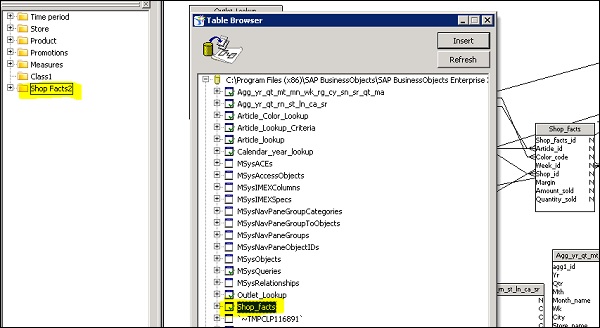 Time period
Store
Product
Promotions
Measures
Class1
Shop Facts2
Outlet_Lookup
Table Browser
Insert
Refresh
C:\Program Files (x86)\SAP BusinessObjects\SAP BusinessObjects Enterprise
Agg_yr_qt_mt_mn_wk_rg_cy_sn_sr_qt_ma
Agg_yr_qt_rn_st_ln_ca_sr
Article_Color_Lookup
Article_Lookup_Criteria
Article_lookup
Calendar_year_lookup
MSysACEs
MSysAccessObjects
MSysIMEXColumns
MSysIMEXSpecs
MSysNavPaneGroupCategories
MSysNavPaneGroupToObjects
MSysNavPaneGroups
MSysNavPaneObjectIDs
MSysObjects
MSysQueries
MSysRelationships
Outlet_Lookup
Shop_facts
`~TMPCLP116891`
Shop_facts
Shop_facts_id N
Article_id N
Color_code N
Week_id N
Shop_id N
Margin N
Amount_sold N
Quantity_sold N
rn_st_ln_ca_sr
N
C
C
Agg_yr_qt_mt
agg1_id
Yr
Qtr
Mth
Month_name
Wk
City
Store_name